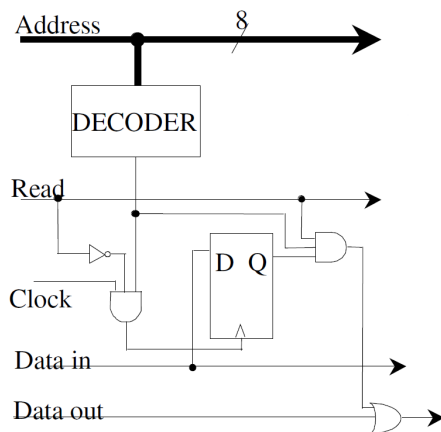 Address
8
DECODER
Read
D Q
Clock
Data in
Data out